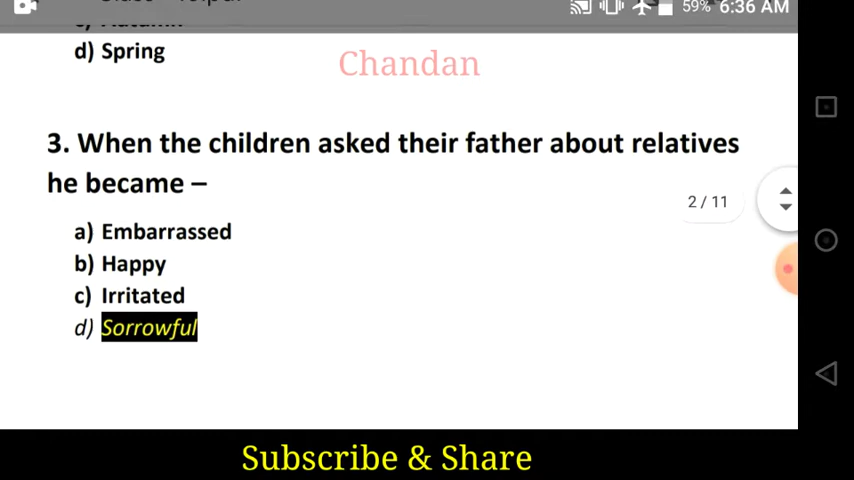 59% 6:36 AM
d) Spring
Chandan
3. When the children asked their father about relatives
he became –
2 / 11
a) Embarrassed
b) Happy
c) Irritated
d) Sorrowful
Subscribe & Share